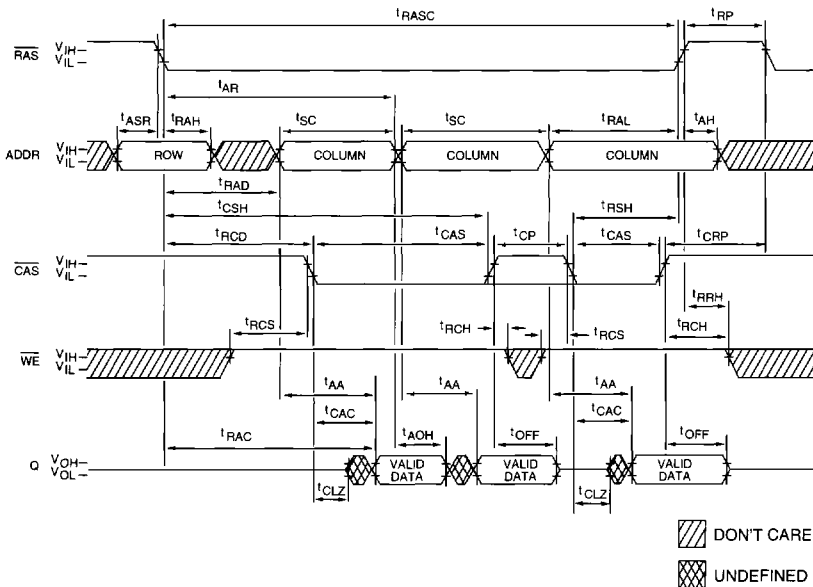 tRASC tRP
RAS VIH VIL
tAR
tASR tRAH tSC tSC tRAL tAH
ADDR VIH VIL ROW COLUMN COLUMN COLUMN
tRAD
tCSH tRSH
tRCD tCAS tCP tCAS tCRP
CAS VIH VIL
tRRH
tRCS tRCH tRCS tRCH
WE VIH VIL
tAA tAA tAA
tCAC tCAC
tRAC tAOH tOFF tOFF
Q VOH VOL VALID DATA VALID DATA VALID DATA
tCLZ tCLZ
DON'T CARE
UNDEFINED